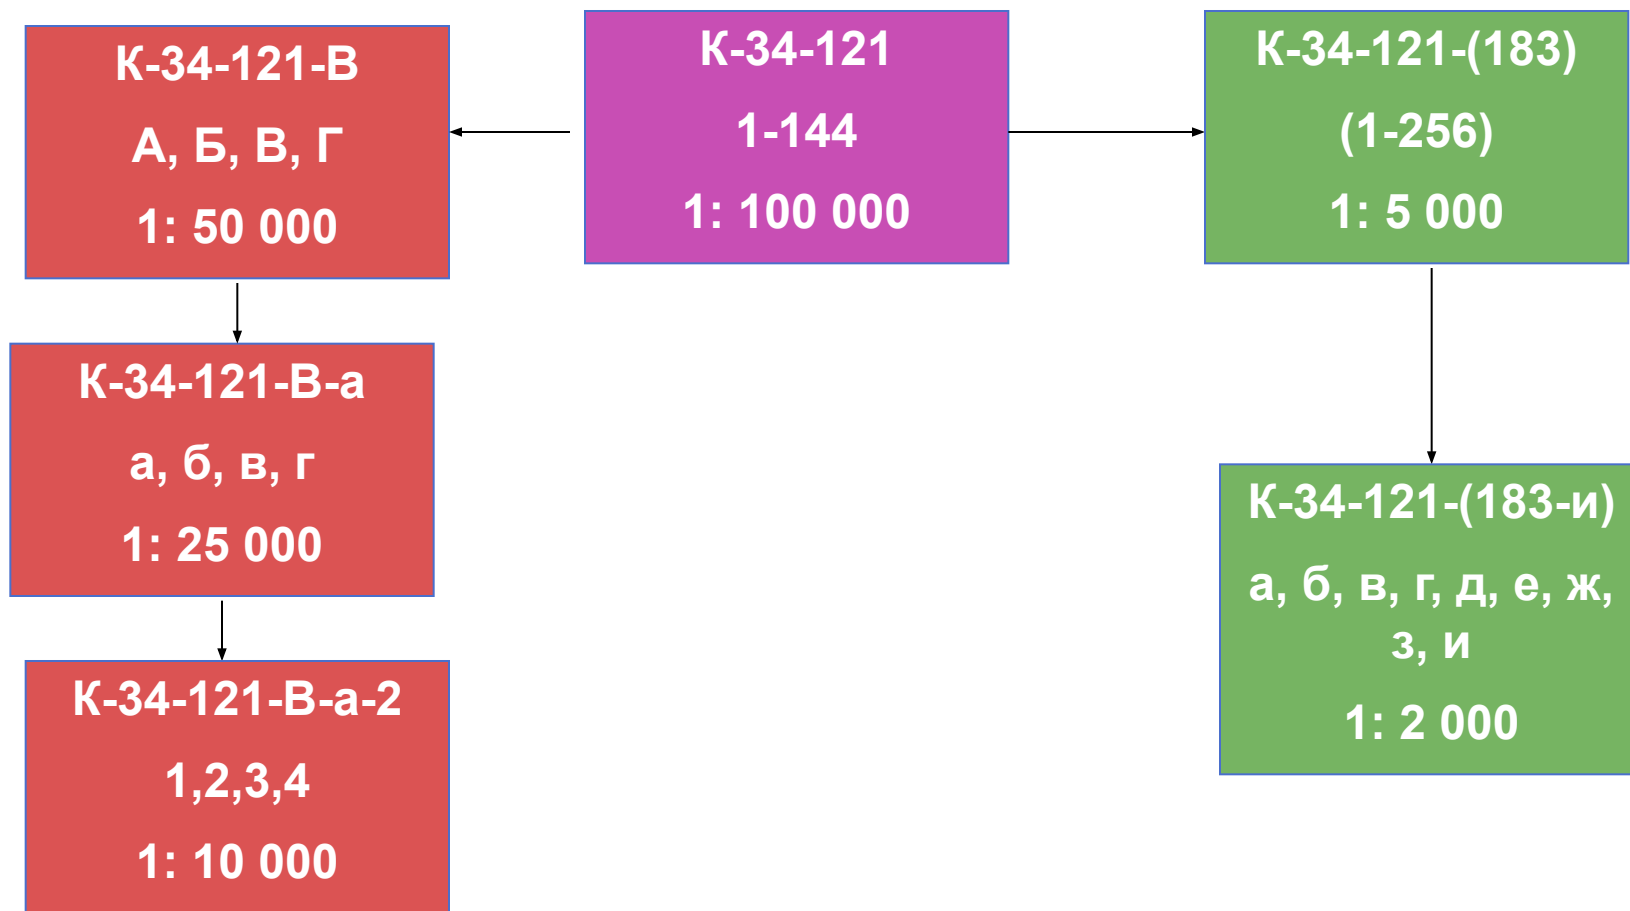 К-34-121-В
А, Б, В, Г
1: 50 000
К-34-121
1-144
1: 100 000
К-34-121-(183)
(1-256)
1: 5 000
К-34-121-В-а
а, б, в, г
1: 25 000
К-34-121-(183-и)
а, б, в, г, д, е, ж,
з, и
1: 2 000
К-34-121-В-а-2
1,2,3,4
1: 10 000